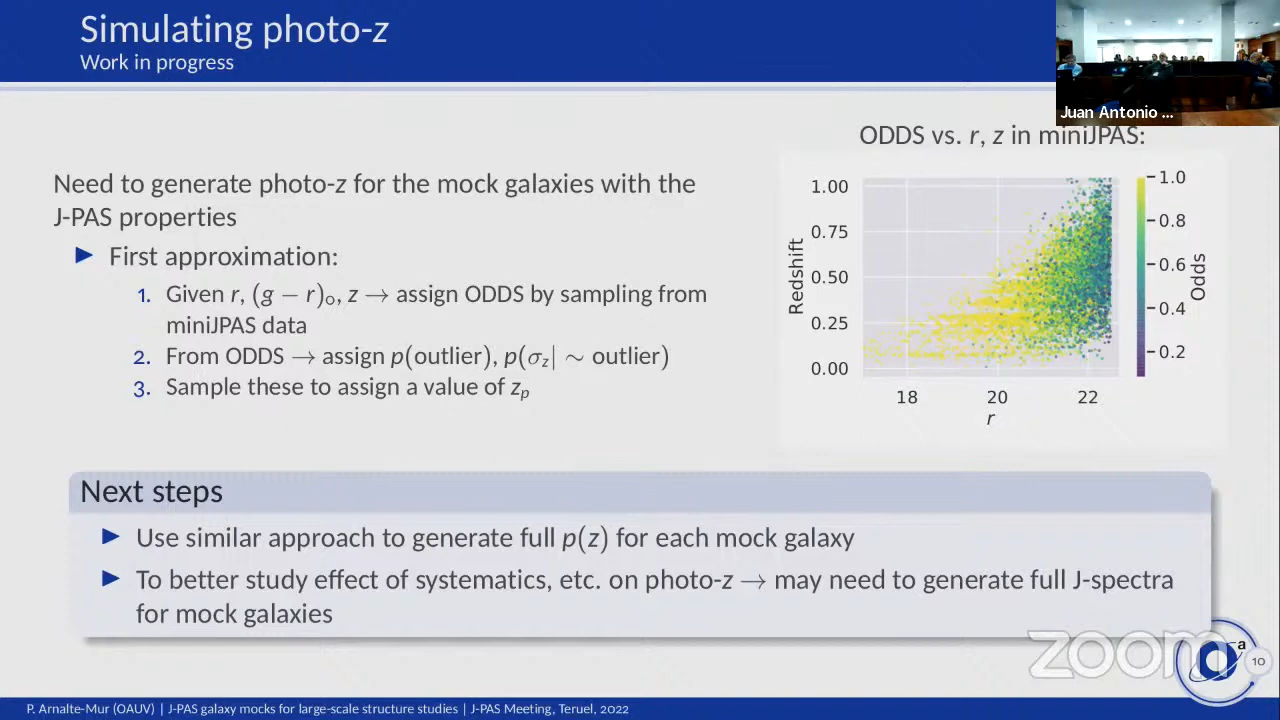 Simulating photo-z
Work in progress
Juan Antonio ...
Need to generate photo-z for the mock galaxies with the
J-PAS properties
▶ First approximation:
1. Given r, (g − r)₀, z → assign ODDS by sampling from
miniJPAS data
2. From ODDS → assign p(outlier), p(σ_z| ∼ outlier)
3. Sample these to assign a value of z_p
ODDS vs. r, z in miniJPAS:
1.00
0.75
0.50
0.25
0.00
Redshift
18 20 22
r
1.0
0.8
0.6
0.4
0.2
Odds
Next steps
▶ Use similar approach to generate full p(z) for each mock galaxy
▶ To better study effect of systematics, etc. on photo-z → may need to generate full J-spectra
for mock galaxies
zoom
a
10
P. Arnalte-Mur (OAUV) | J-PAS galaxy mocks for large-scale structure studies | J-PAS Meeting, Teruel, 2022